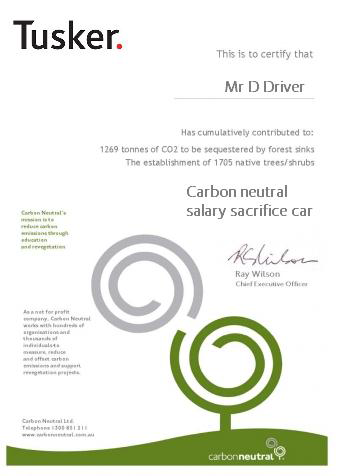 Tusker.
This is to certify that
Mr D Driver
Has cumulatively contributed to:
1269 tonnes of CO2 to be sequestered by forest sinks
The establishment of 1705 native trees/shrubs
Carbon neutral
salary sacrifice car
Carbon Neutral's
mission is to
reduce carbon
emissions through
education
and revegetation
RGWilson
Ray Wilson
Chief Executive Officer
As a not for profit
company, Carbon Neutral
works with hundreds of
organisations and
thousands of
individuals to
measure, reduce
and offset carbon
emissions and support
revegetation projects.
Carbon Neutral Ltd.
Telephone 1300 851 211
www.carbonneutral.com.au
carbonneutral